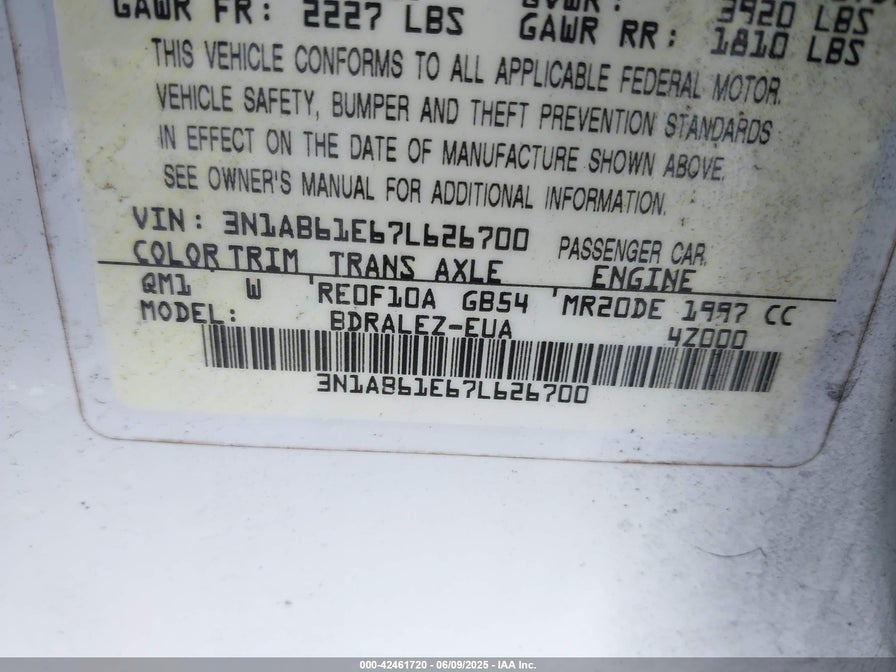 GVWR: 3920 LBS
GAWR FR: 2227 LBS GAWR RR: 1810 LBS
THIS VEHICLE CONFORMS TO ALL APPLICABLE FEDERAL MOTOR
VEHICLE SAFETY, BUMPER AND THEFT PREVENTION STANDARDS
IN EFFECT ON THE DATE OF MANUFACTURE SHOWN ABOVE.
SEE OWNER'S MANUAL FOR ADDITIONAL INFORMATION.
VIN: 3N1AB61E67L626700 PASSENGER CAR
COLOR TRIM TRANS AXLE ENGINE
QM1 W 'RE0F10A GB54 'MR20DE 1997 CC
MODEL: BDRALEZ-EUA 4Z000
3N1AB61E67L626700
000-42461720 - 06/09/2025 - IAA Inc.